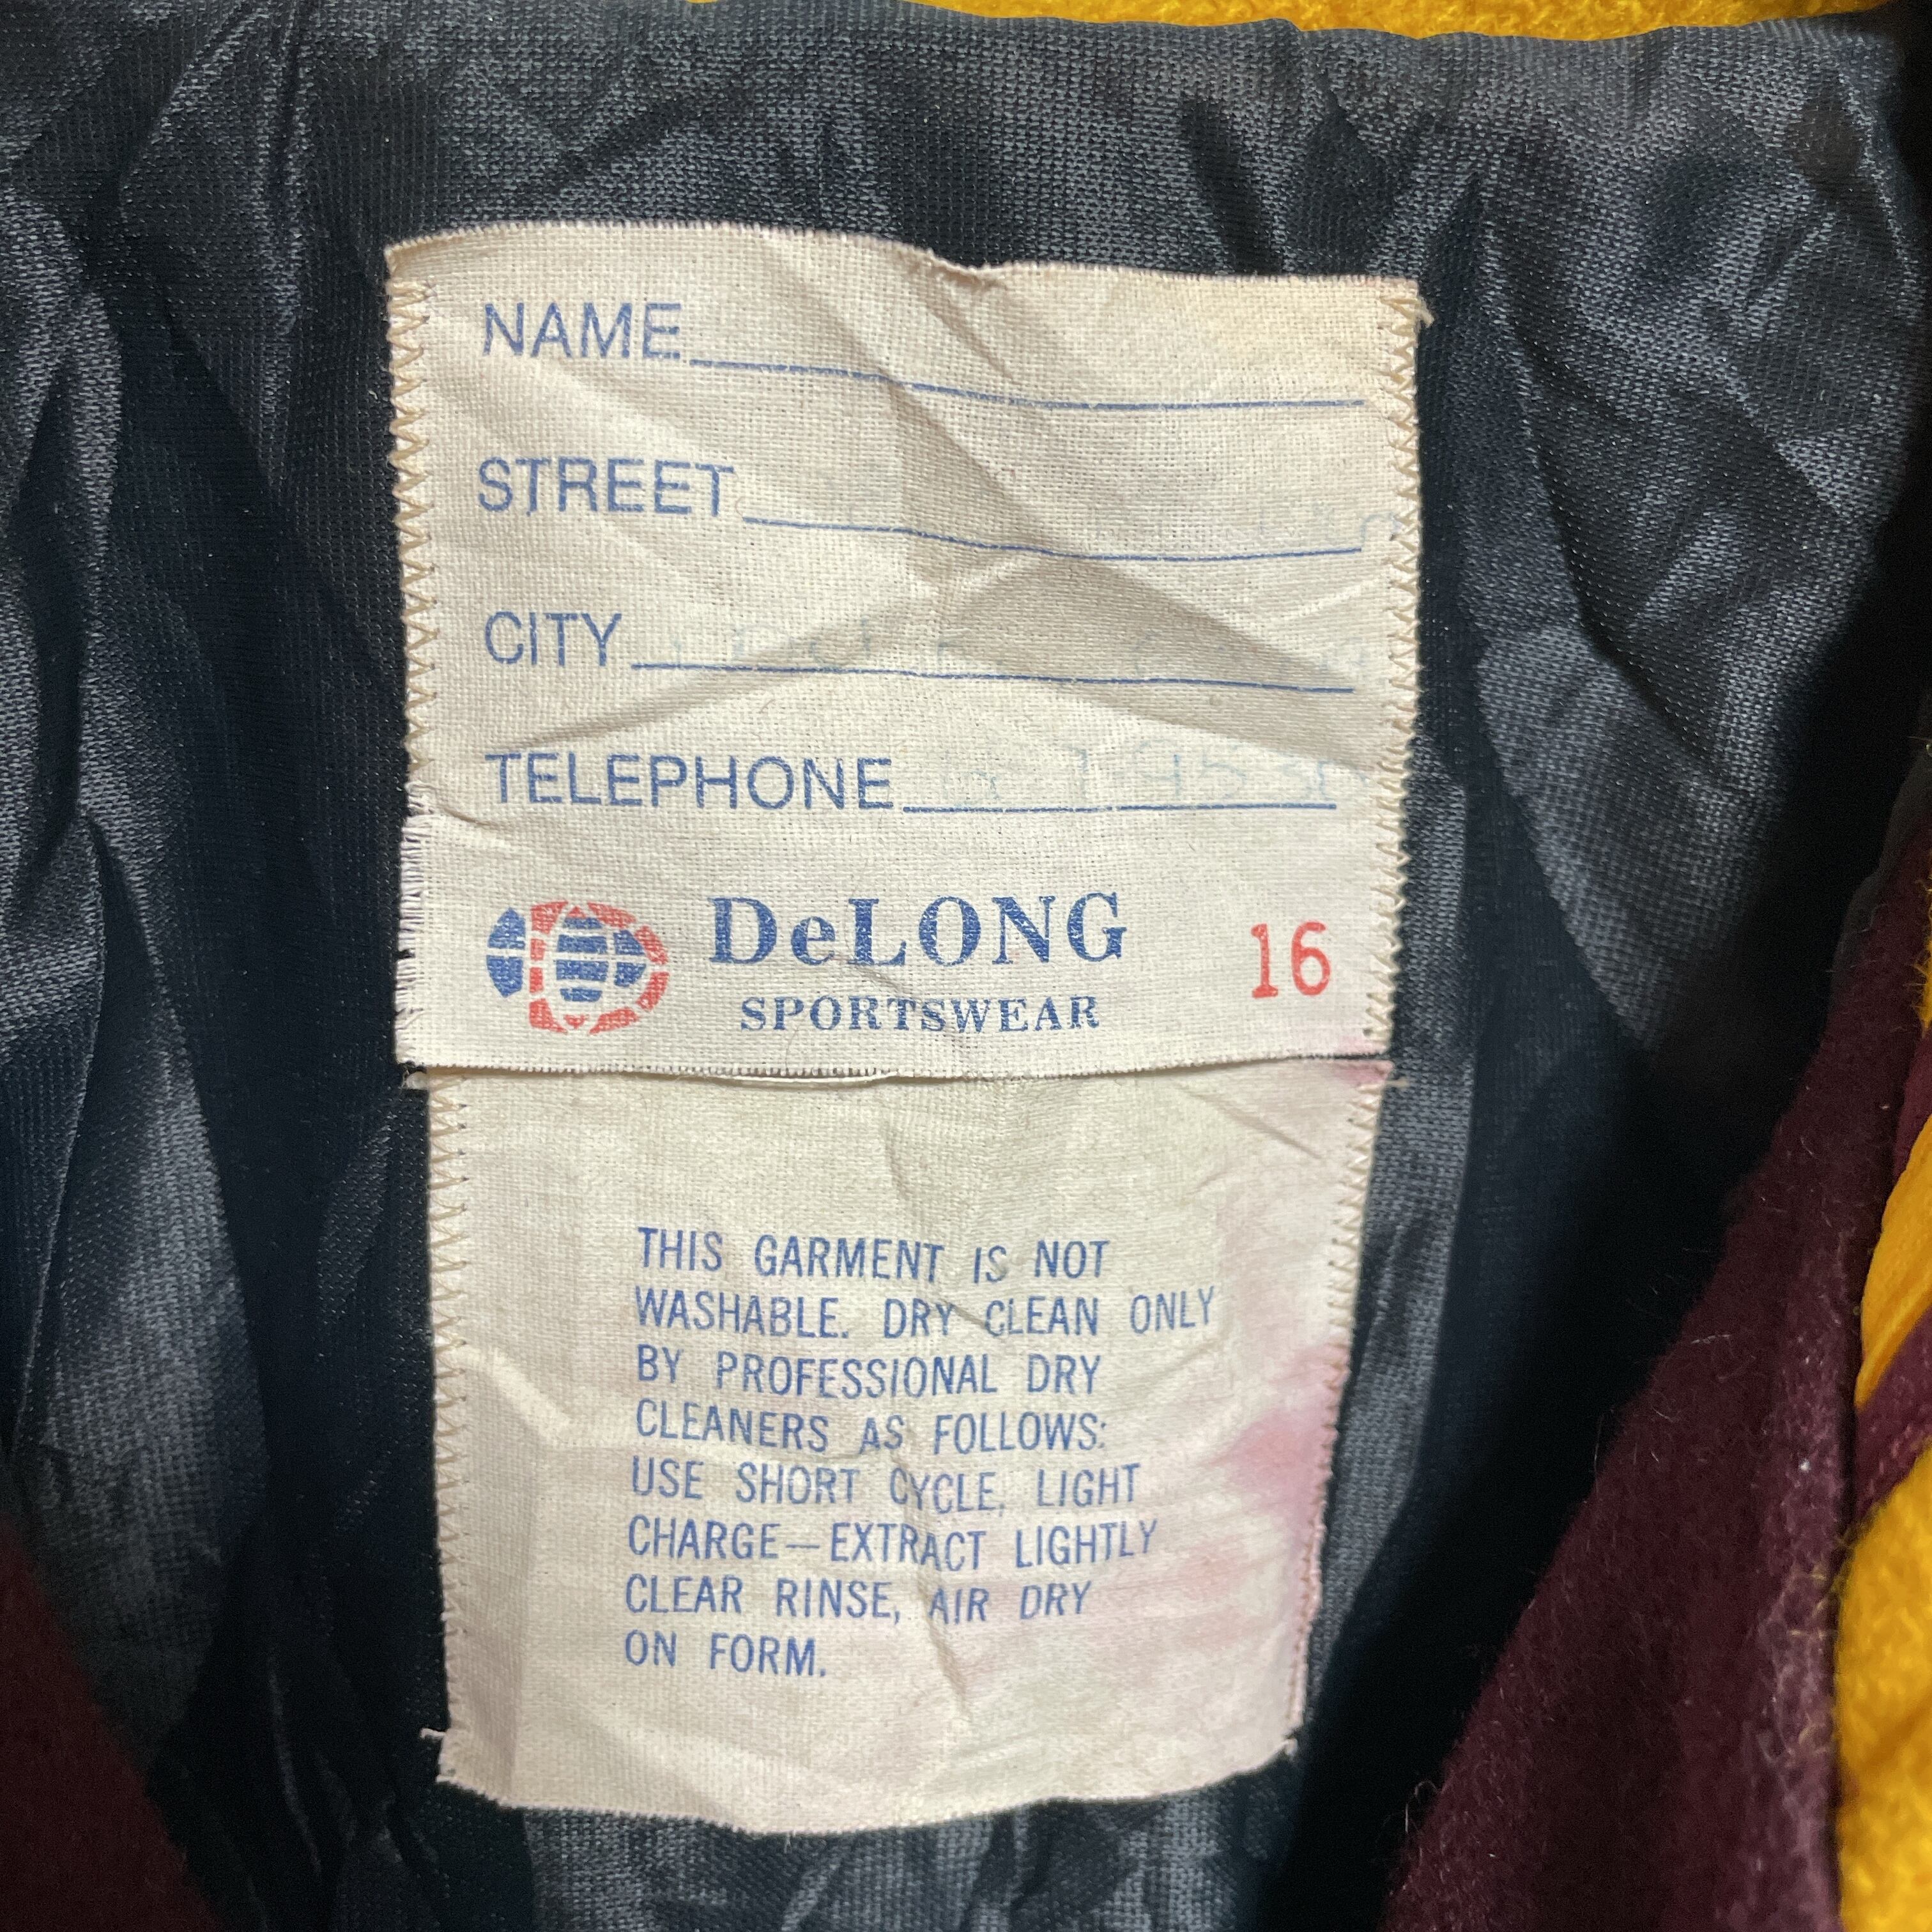 NAME
STREET
CITY
TELEPHONE
DeLONG 16
SPORTSWEAR
THIS GARMENT IS NOT
WASHABLE. DRY CLEAN ONLY
BY PROFESSIONAL DRY
CLEANERS AS FOLLOWS:
USE SHORT CYCLE, LIGHT
CHARGE—EXTRACT LIGHTLY
CLEAR RINSE, AIR DRY
ON FORM.